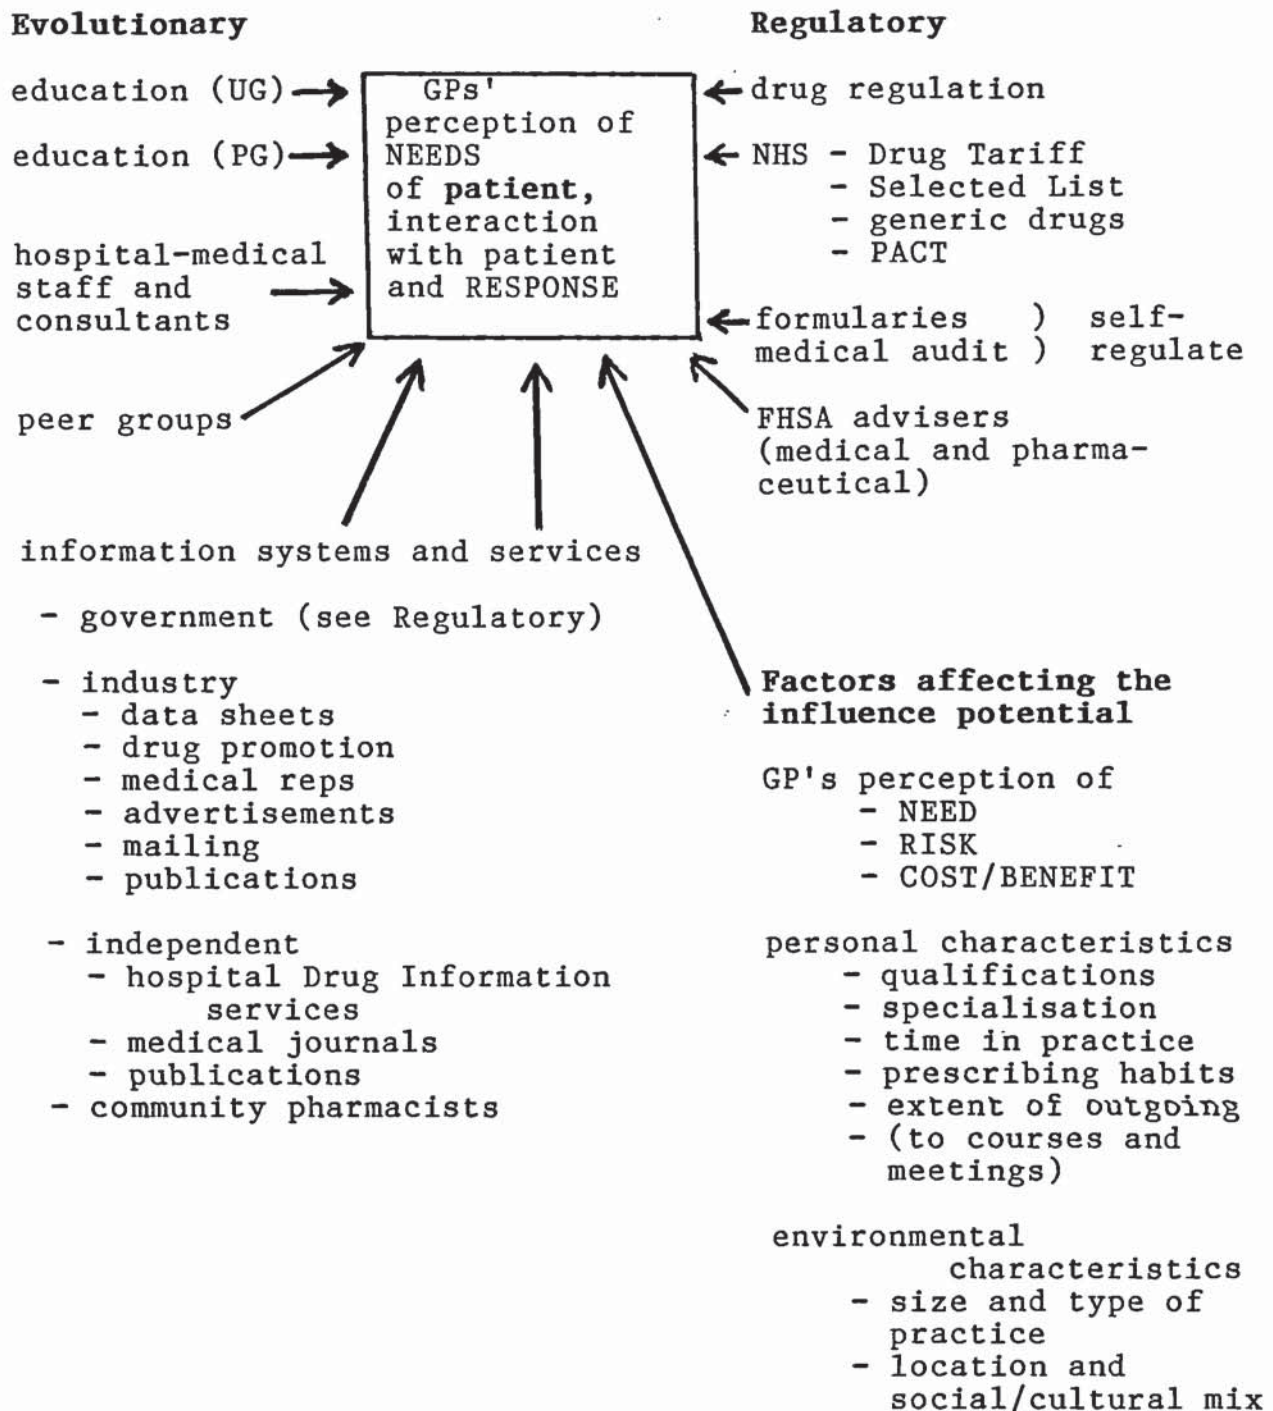 Evolutionary
education (UG)
education (PG)
hospital-medical
staff and
consultants
peer groups
GPs'
perception of
NEEDS
of patient,
interaction
with patient
and RESPONSE
Regulatory
drug regulation
NHS - Drug Tariff
- Selected List
- generic drugs
- PACT
formularies ) self-
medical audit ) regulate
FHSA advisers
(medical and pharma-
ceutical)
information systems and services
- government (see Regulatory)
- industry
- data sheets
- drug promotion
- medical reps
- advertisements
- mailing
- publications
- independent
- hospital Drug Information
services
- medical journals
- publications
- community pharmacists
Factors affecting the
influence potential
GP's perception of
- NEED
- RISK
- COST/BENEFIT
personal characteristics
- qualifications
- specialisation
- time in practice
- prescribing habits
- extent of outgoing
- (to courses and
meetings)
environmental
characteristics
- size and type of
practice
- location and
social/cultural mix